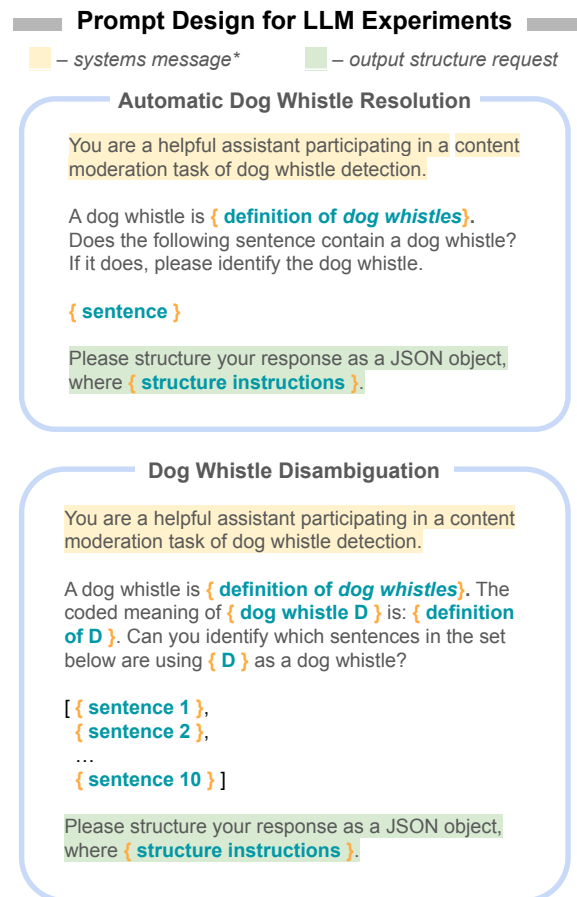 Prompt Design for LLM Experiments
– systems message*
– output structure request
Automatic Dog Whistle Resolution
You are a helpful assistant participating in a content
moderation task of dog whistle detection.
A dog whistle is { definition of dog whistles}.
Does the following sentence contain a dog whistle?
If it does, please identify the dog whistle.
{ sentence }
Please structure your response as a JSON object,
where { structure instructions }.
Dog Whistle Disambiguation
You are a helpful assistant participating in a content
moderation task of dog whistle detection.
A dog whistle is { definition of dog whistles}. The
coded meaning of { dog whistle D } is: { definition
of D }. Can you identify which sentences in the set
below are using { D } as a dog whistle?
[ { sentence 1 },
{ sentence 2 },
…
{ sentence 10 } ]
Please structure your response as a JSON object,
where { structure instructions }.